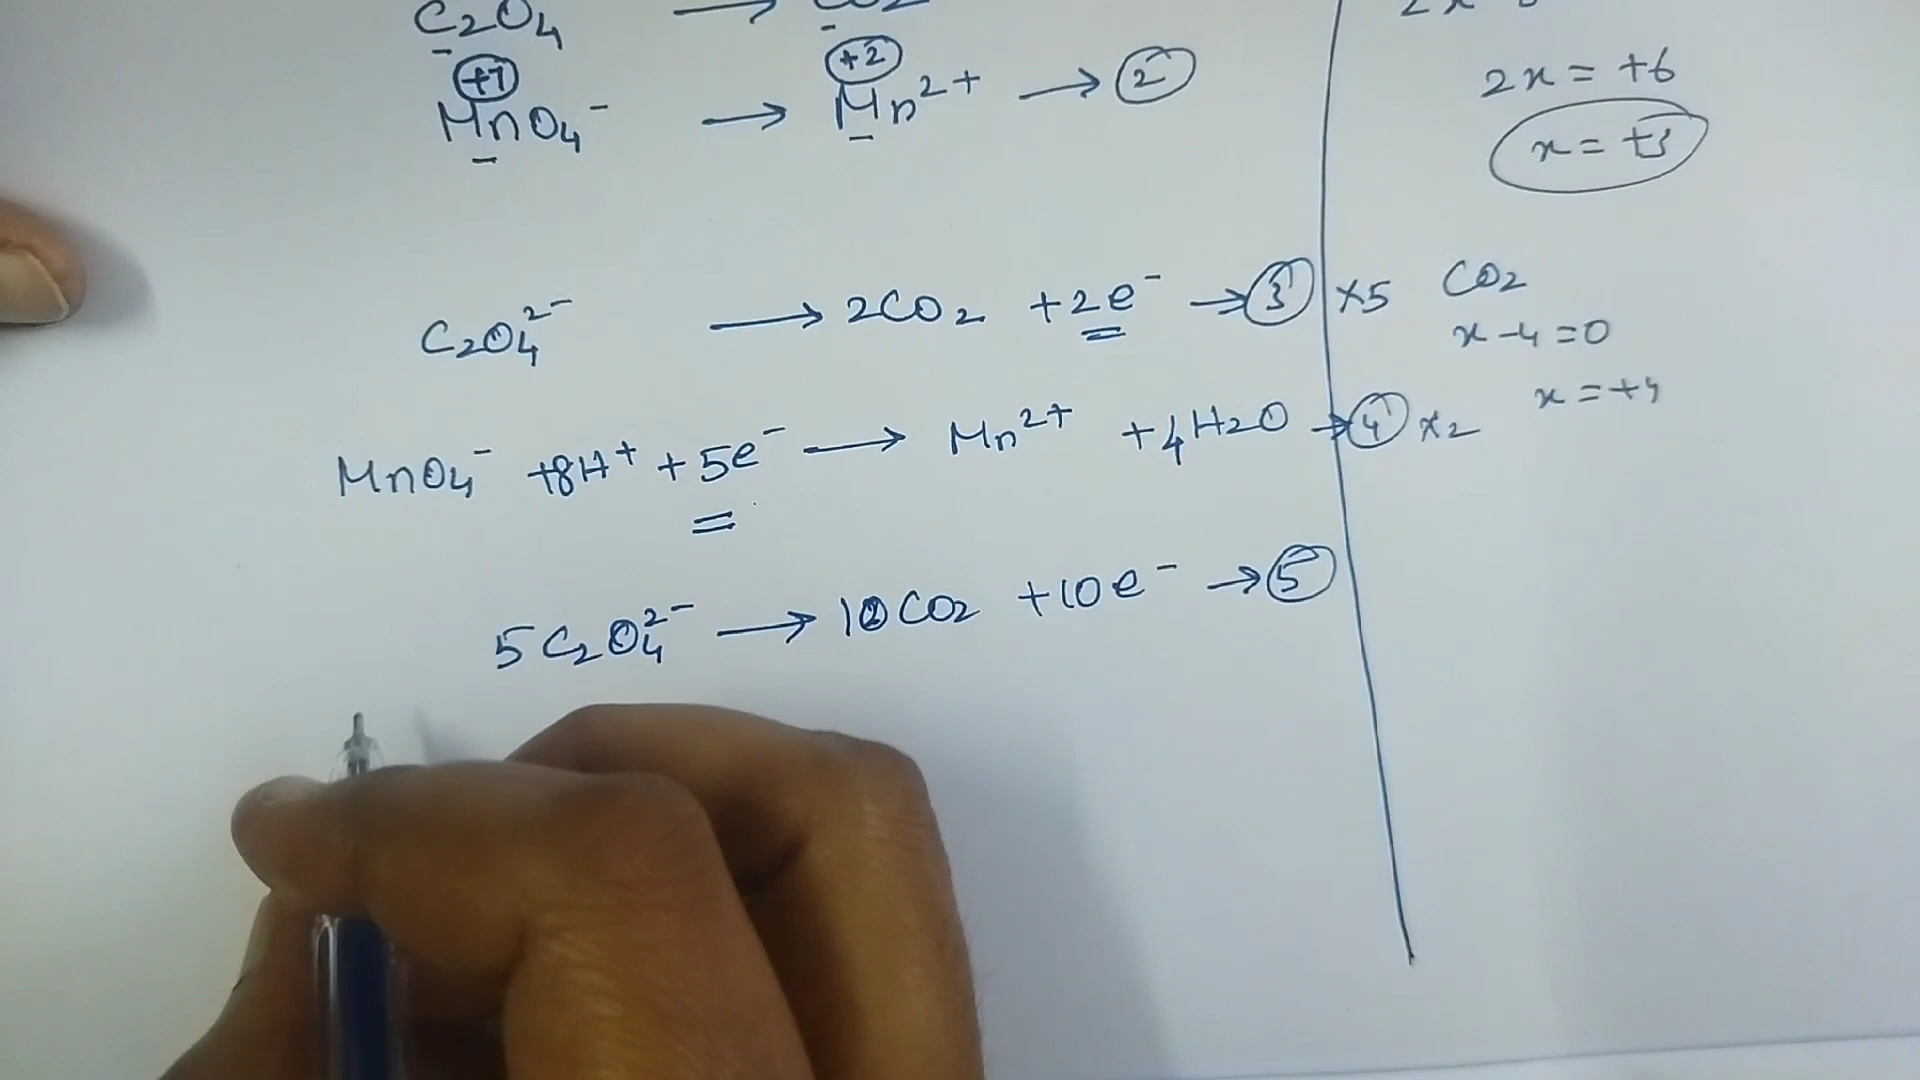 C₂O₄ ⟶ CO₂
+7 +2
MnO₄⁻ ⟶ Mn²⁺ ⟶ ②
2x = +6
x = +3
C₂O₄²⁻ ⟶ 2CO₂ + 2e⁻ → ③ ×5
CO₂
x - 4 = 0
x = +4
MnO₄⁻ + 8H⁺ + 5e⁻ ⟶ Mn²⁺ + 4H₂O → ④ ×2
5C₂O₄²⁻ ⟶ 10CO₂ + 10e⁻ → ⑤